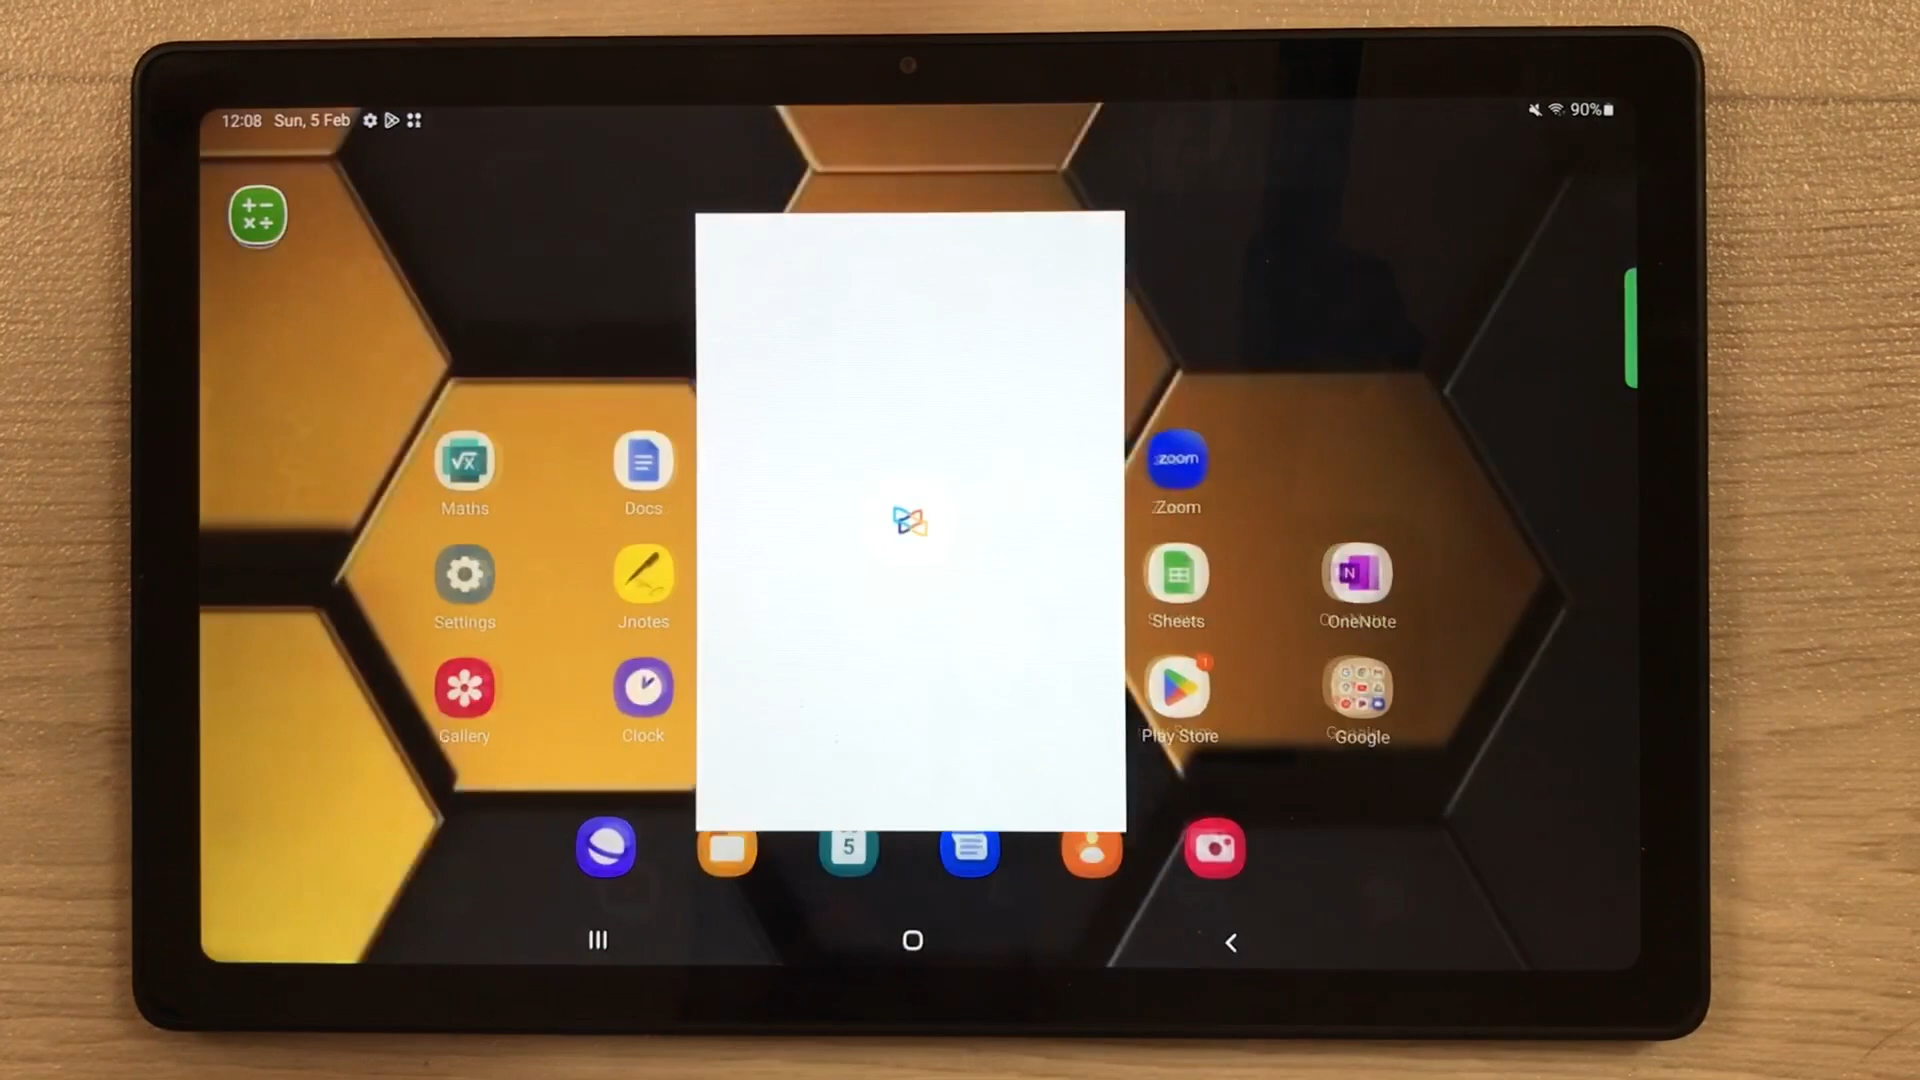 12:08 Sun, 5 Feb
90%
zoom
Maths
Docs
Zoom
N
Settings
Jnotes
Sheets
OneNote
1
Gallery
Clock
Play Store
Google
5